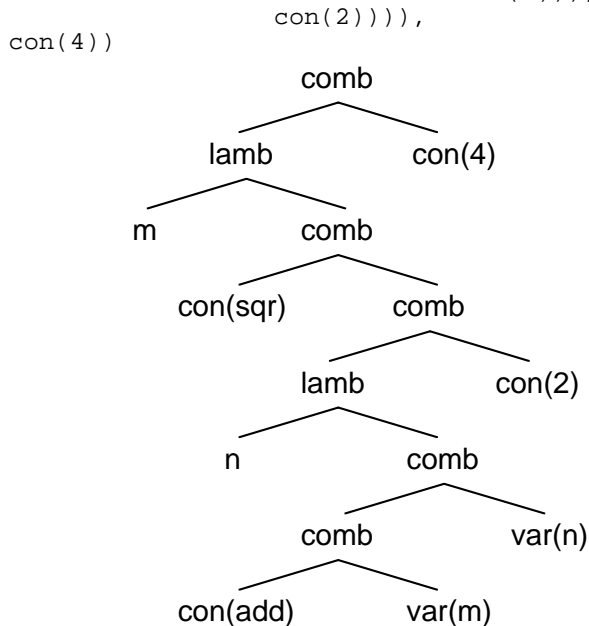 con(2)))),
con(4))
comb
lamb con(4)
m comb
con(sqr) comb
lamb con(2)
n comb
comb var(n)
con(add) var(m)